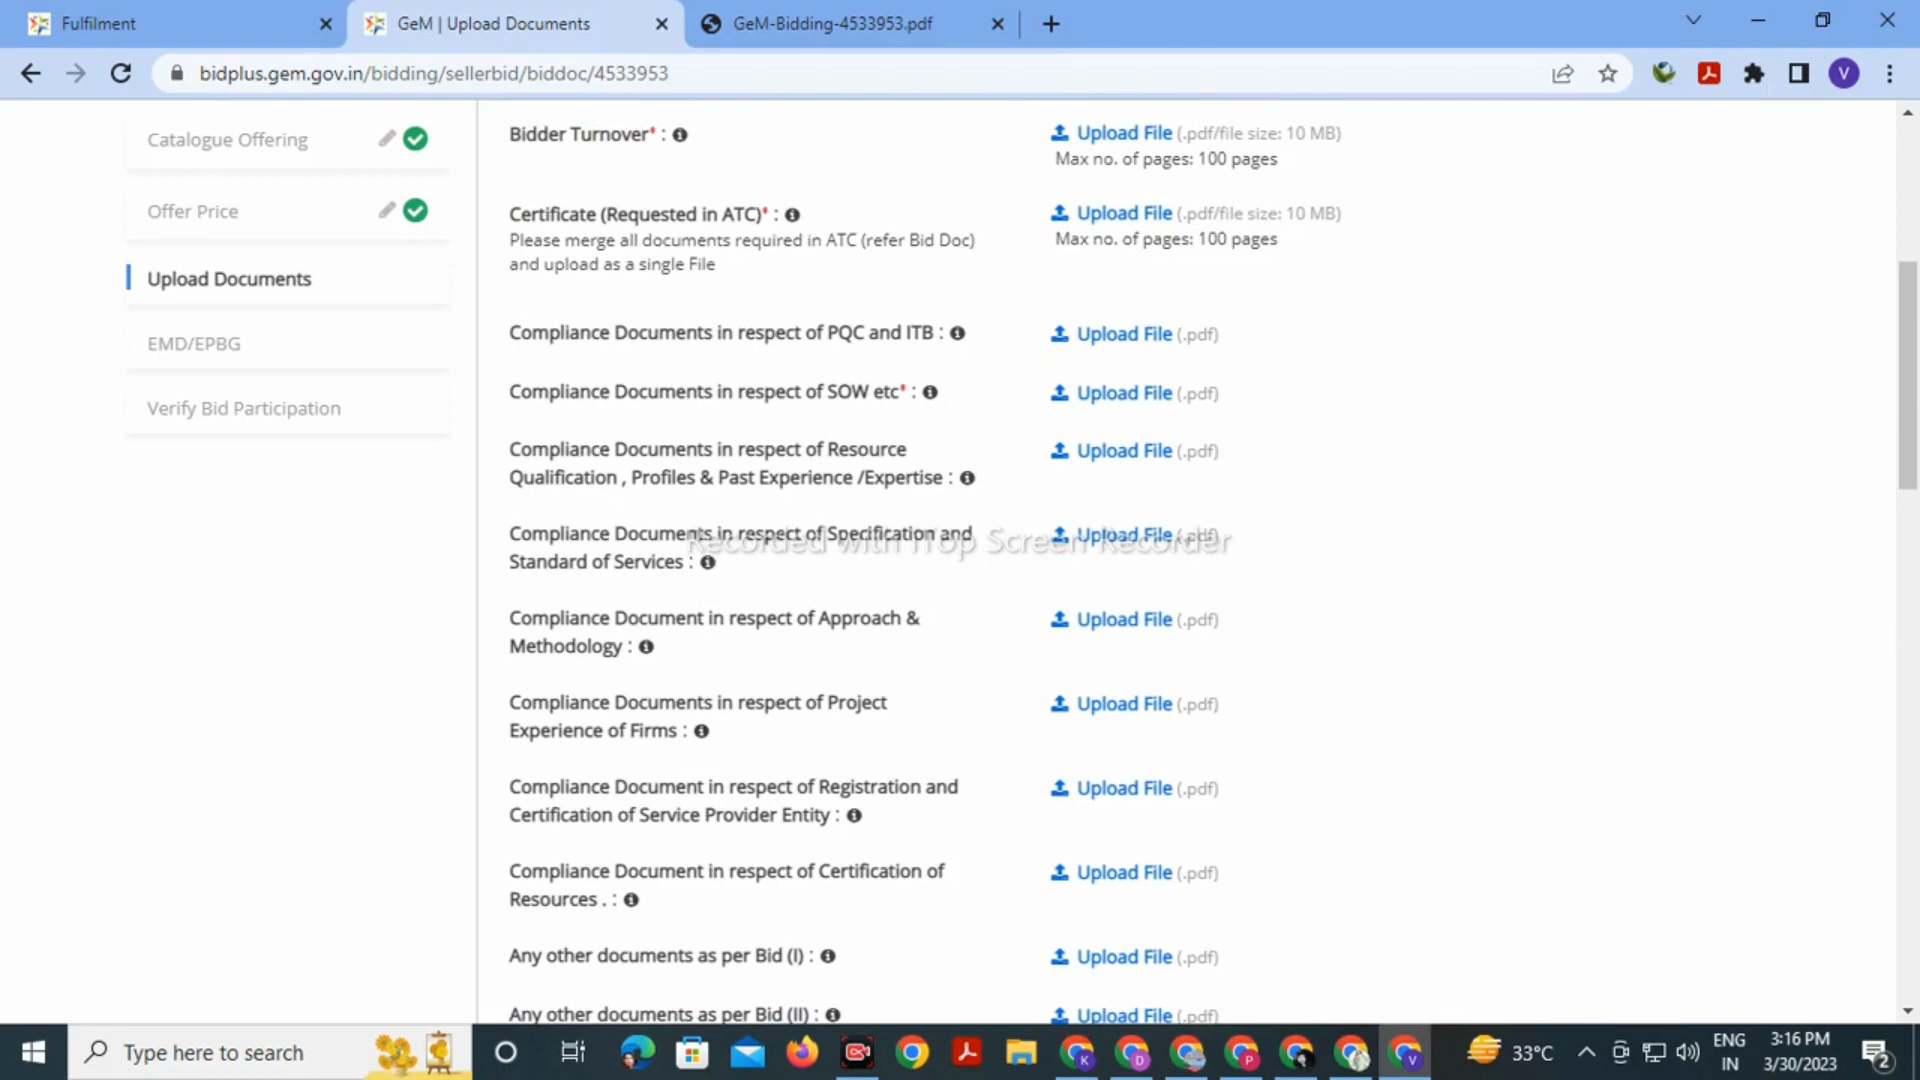 Fulfilment
GeM | Upload Documents
GeM-Bidding-4533953.pdf
bidplus.gem.gov.in/bidding/sellerbid/biddoc/4533953
V
Catalogue Offering
Offer Price
Upload Documents
EMD/EPBG
Verify Bid Participation
Bidder Turnover* :
Upload File (.pdf/file size: 10 MB)
Max no. of pages: 100 pages
Certificate (Requested in ATC)* :
Please merge all documents required in ATC (refer Bid Doc)
and upload as a single File
Upload File (.pdf/file size: 10 MB)
Max no. of pages: 100 pages
Compliance Documents in respect of PQC and ITB :
Upload File (.pdf)
Compliance Documents in respect of SOW etc* :
Upload File (.pdf)
Compliance Documents in respect of Resource
Qualification , Profiles & Past Experience /Expertise :
Upload File (.pdf)
Compliance Documents in respect of Specification and
Standard of Services :
Upload File (.pdf)
Recorded with iTop Screen Recorder
Compliance Document in respect of Approach &
Methodology :
Upload File (.pdf)
Compliance Documents in respect of Project
Experience of Firms :
Upload File (.pdf)
Compliance Document in respect of Registration and
Certification of Service Provider Entity :
Upload File (.pdf)
Compliance Document in respect of Certification of
Resources . :
Upload File (.pdf)
Any other documents as per Bid (I) :
Upload File (.pdf)
Any other documents as per Bid (II) :
Upload File (.pdf)
Type here to search
K
D
P
V
33°C
ENG
IN
3:16 PM
3/30/2023
2